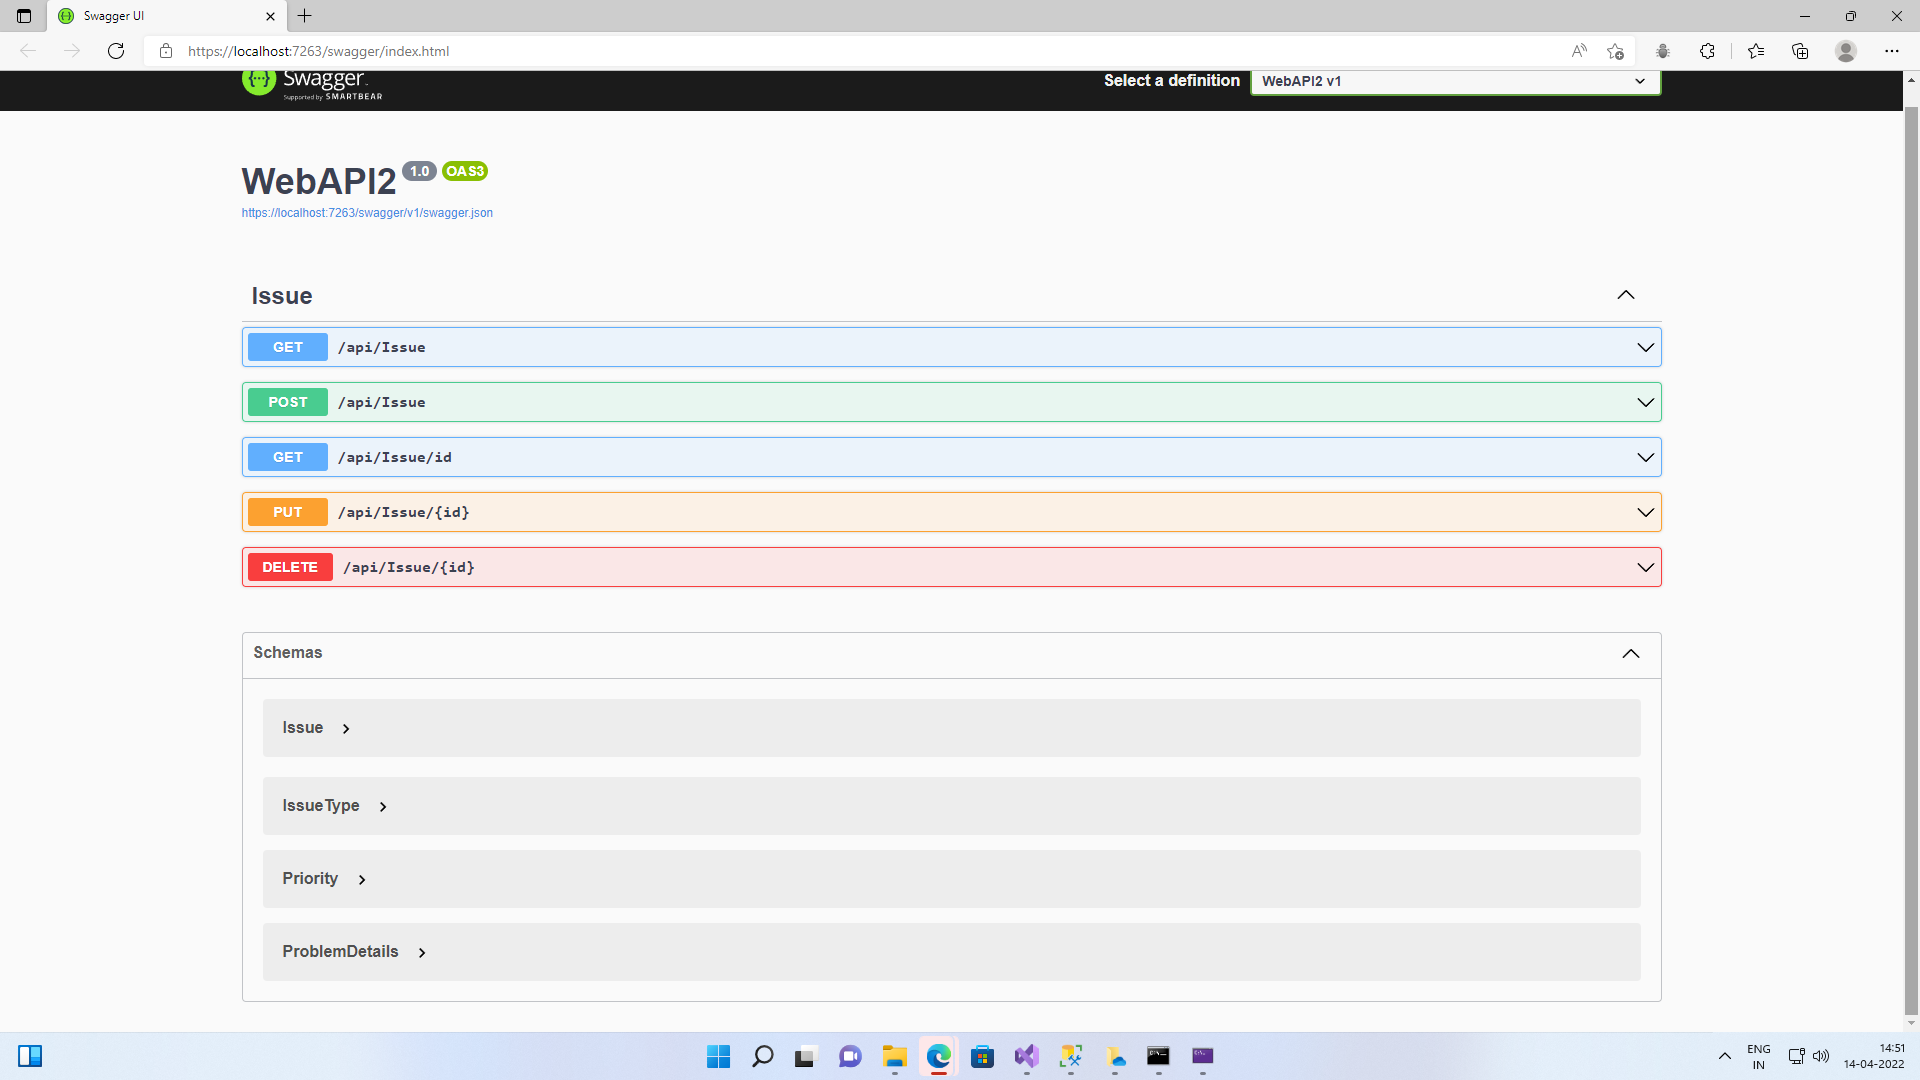 Swagger UI
https://localhost:7263/swagger/index.html
Swagger.
Supported by SMARTBEAR
Select a definition
WebAPI2 v1
WebAPI2 1.0 OAS3
https://localhost:7263/swagger/v1/swagger.json
Issue
GET /api/Issue
POST /api/Issue
GET /api/Issue/id
PUT /api/Issue/{id}
DELETE /api/Issue/{id}
Schemas
Issue
IssueType
Priority
ProblemDetails
ENG
IN
14:51
14-04-2022